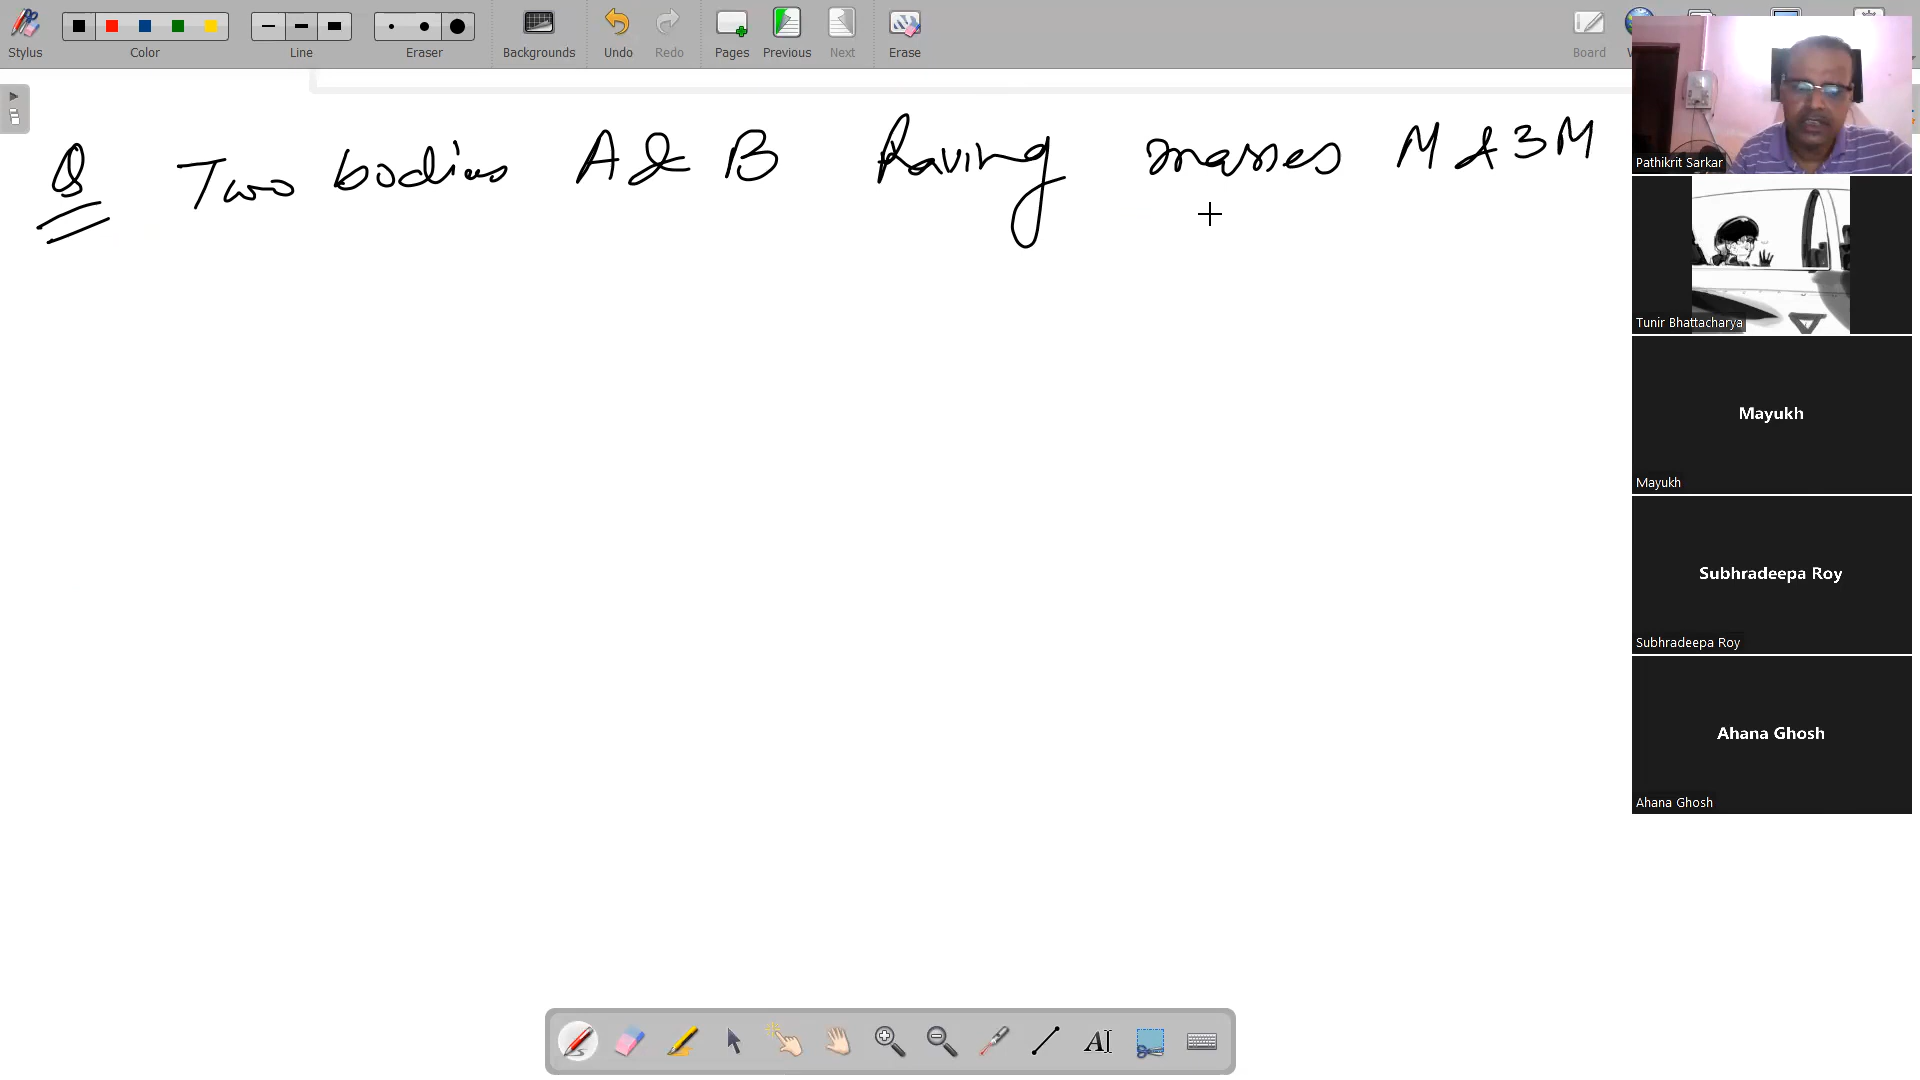 Stylus
Color
Line
Eraser
Backgrounds
Undo
Redo
Pages
Previous
Next
Erase
Board
Q Two bodies A & B having masses M & 3M
Pathikrit Sarkar
Tunir Bhattacharya
Mayukh
Mayukh
Subhradeepa Roy
Subhradeepa Roy
Ahana Ghosh
Ahana Ghosh
AI